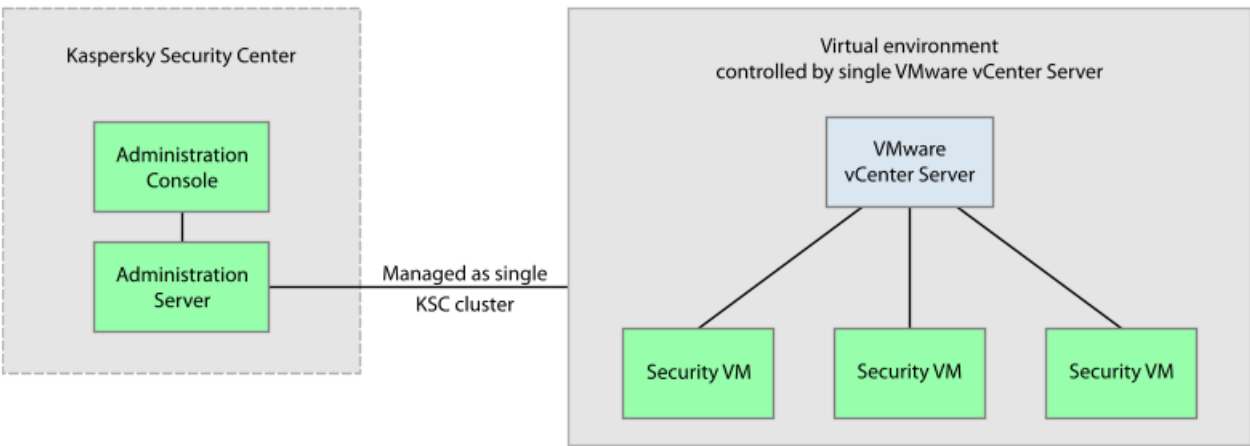 Kaspersky Security Center
Administration
Console
Administration
Server
Managed as single
KSC cluster
Virtual environment
controlled by single VMware vCenter Server
VMware
vCenter Server
Security VM
Security VM
Security VM